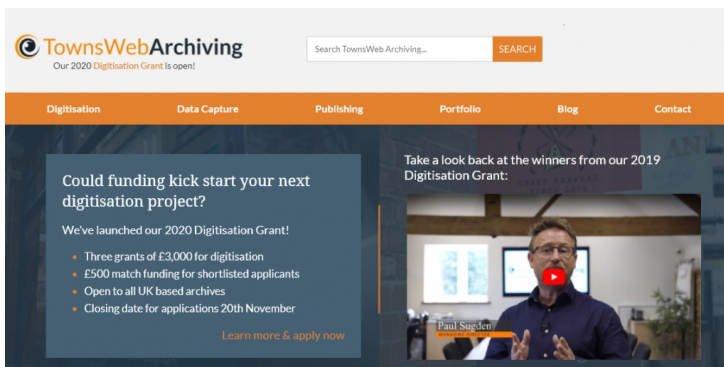 TownsWebArchiving
Our 2020 Digitisation Grant is open!
Search TownsWeb Archiving...
SEARCH
Digitisation
Data Capture
Publishing
Portfolio
Blog
Contact
Could funding kick start your next
digitisation project?
We've launched our 2020 Digitisation Grant!
Three grants of £3,000 for digitisation
£500 match funding for shortlisted applicants
Open to all UK based archives
Closing date for applications 20th November
Learn more & apply now
Take a look back at the winners from our 2019
Digitisation Grant:
Paul Sugden
MANAGING DIRECTOR